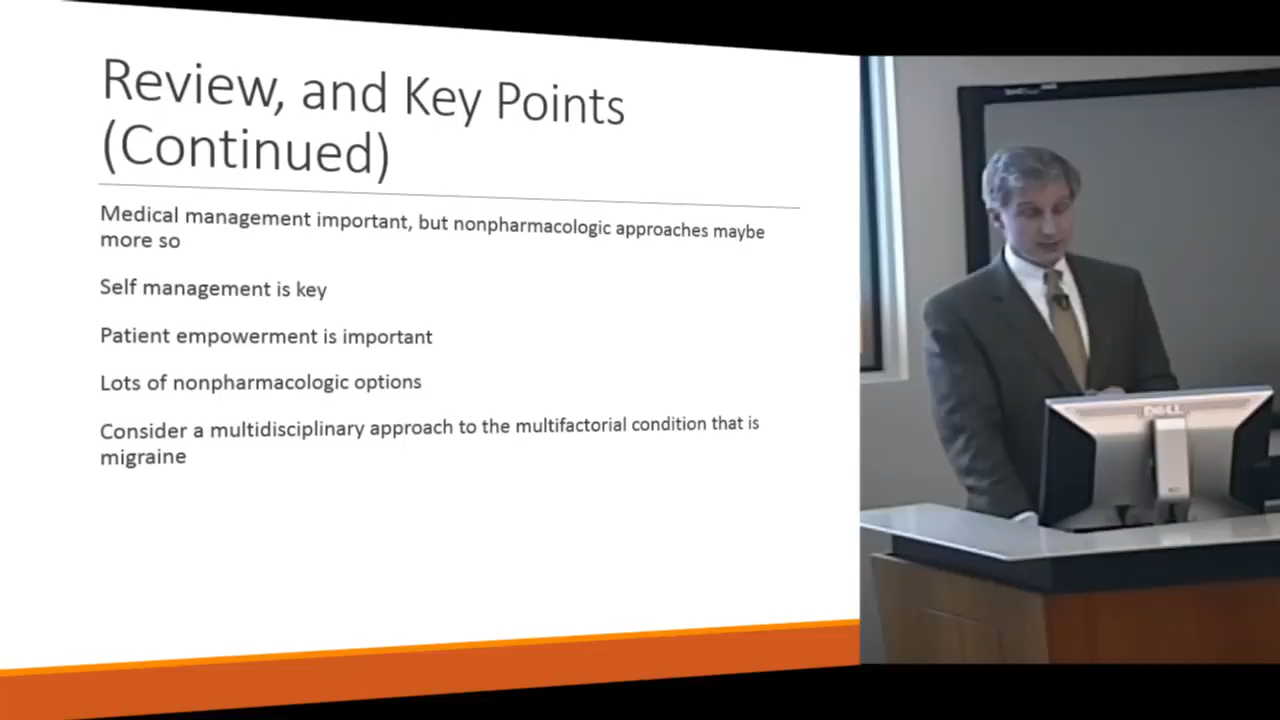 Review, and Key Points
(Continued)
Medical management important, but nonpharmacologic approaches maybe
more so
Self management is key
Patient empowerment is important
Lots of nonpharmacologic options
Consider a multidisciplinary approach to the multifactorial condition that is
migraine
DELL